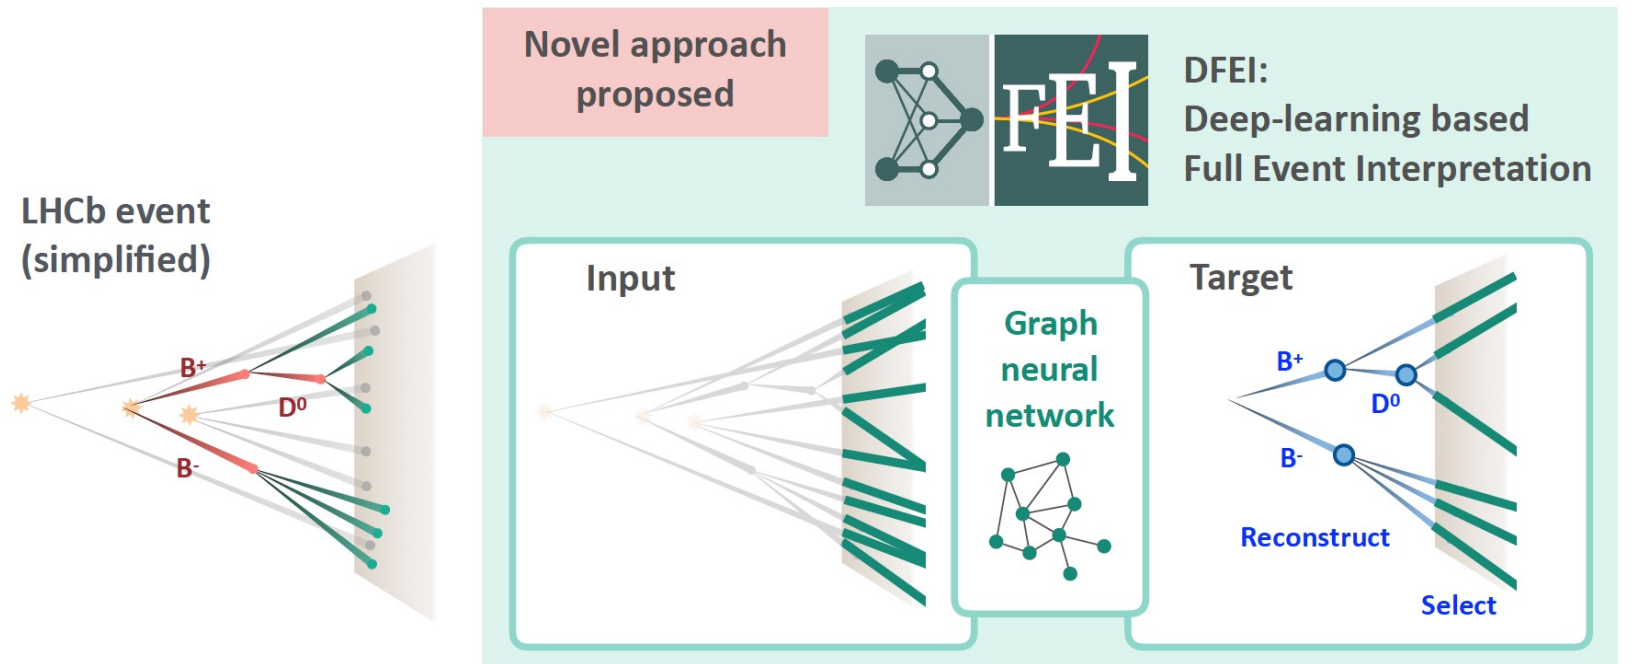 Novel approach
proposed
FEI
DFEI:
Deep-learning based
Full Event Interpretation
LHCb event
(simplified)
B⁺
D⁰
B⁻
Input
Graph
neural
network
Target
B⁺
D⁰
B⁻
Reconstruct
Select